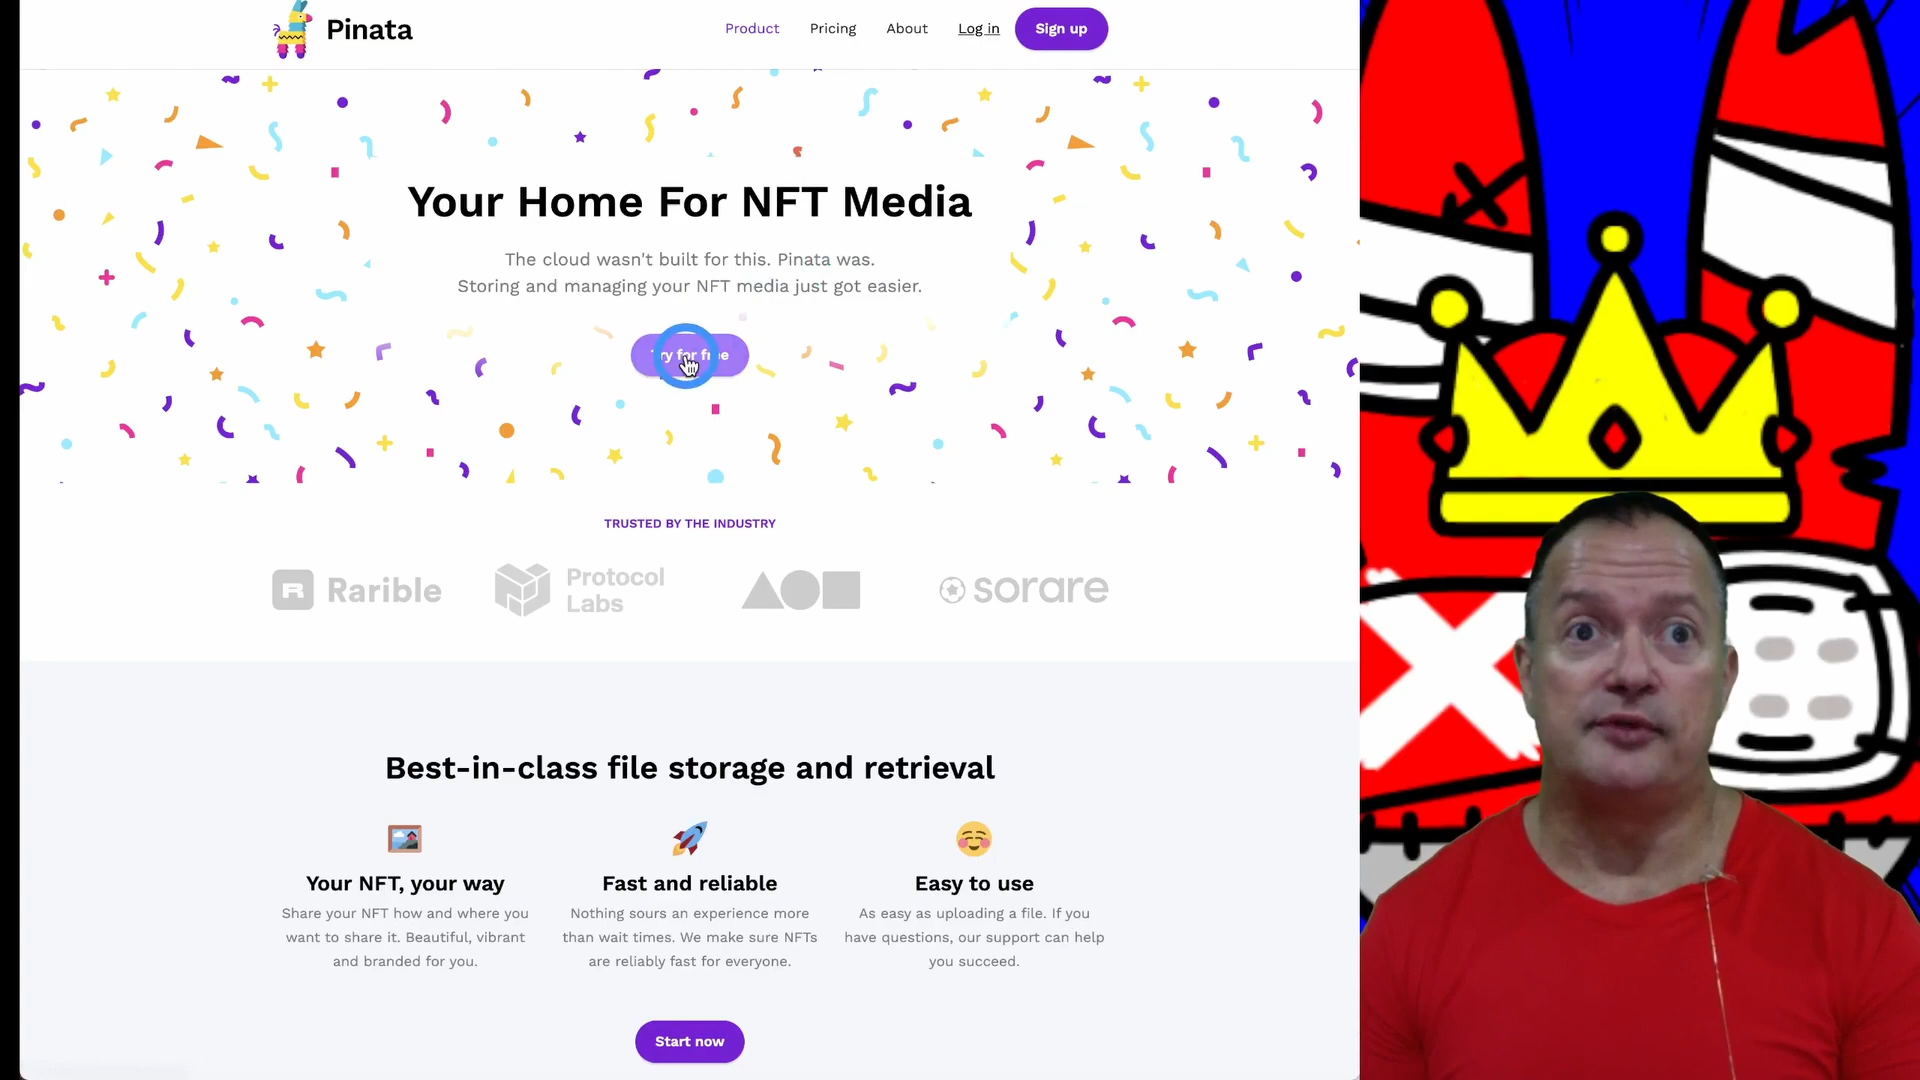 Pinata
Product
Pricing
About
Log in
Sign up
Your Home For NFT Media
The cloud wasn't built for this. Pinata was.
Storing and managing your NFT media just got easier.
Try for free
TRUSTED BY THE INDUSTRY
R Rarible
Protocol
Labs
sorare
Best-in-class file storage and retrieval
Your NFT, your way
Share your NFT how and where you
want to share it. Beautiful, vibrant
and branded for you.
Fast and reliable
Nothing sours an experience more
than wait times. We make sure NFTs
are reliably fast for everyone.
Easy to use
As easy as uploading a file. If you
have questions, our support can help
you succeed.
Start now